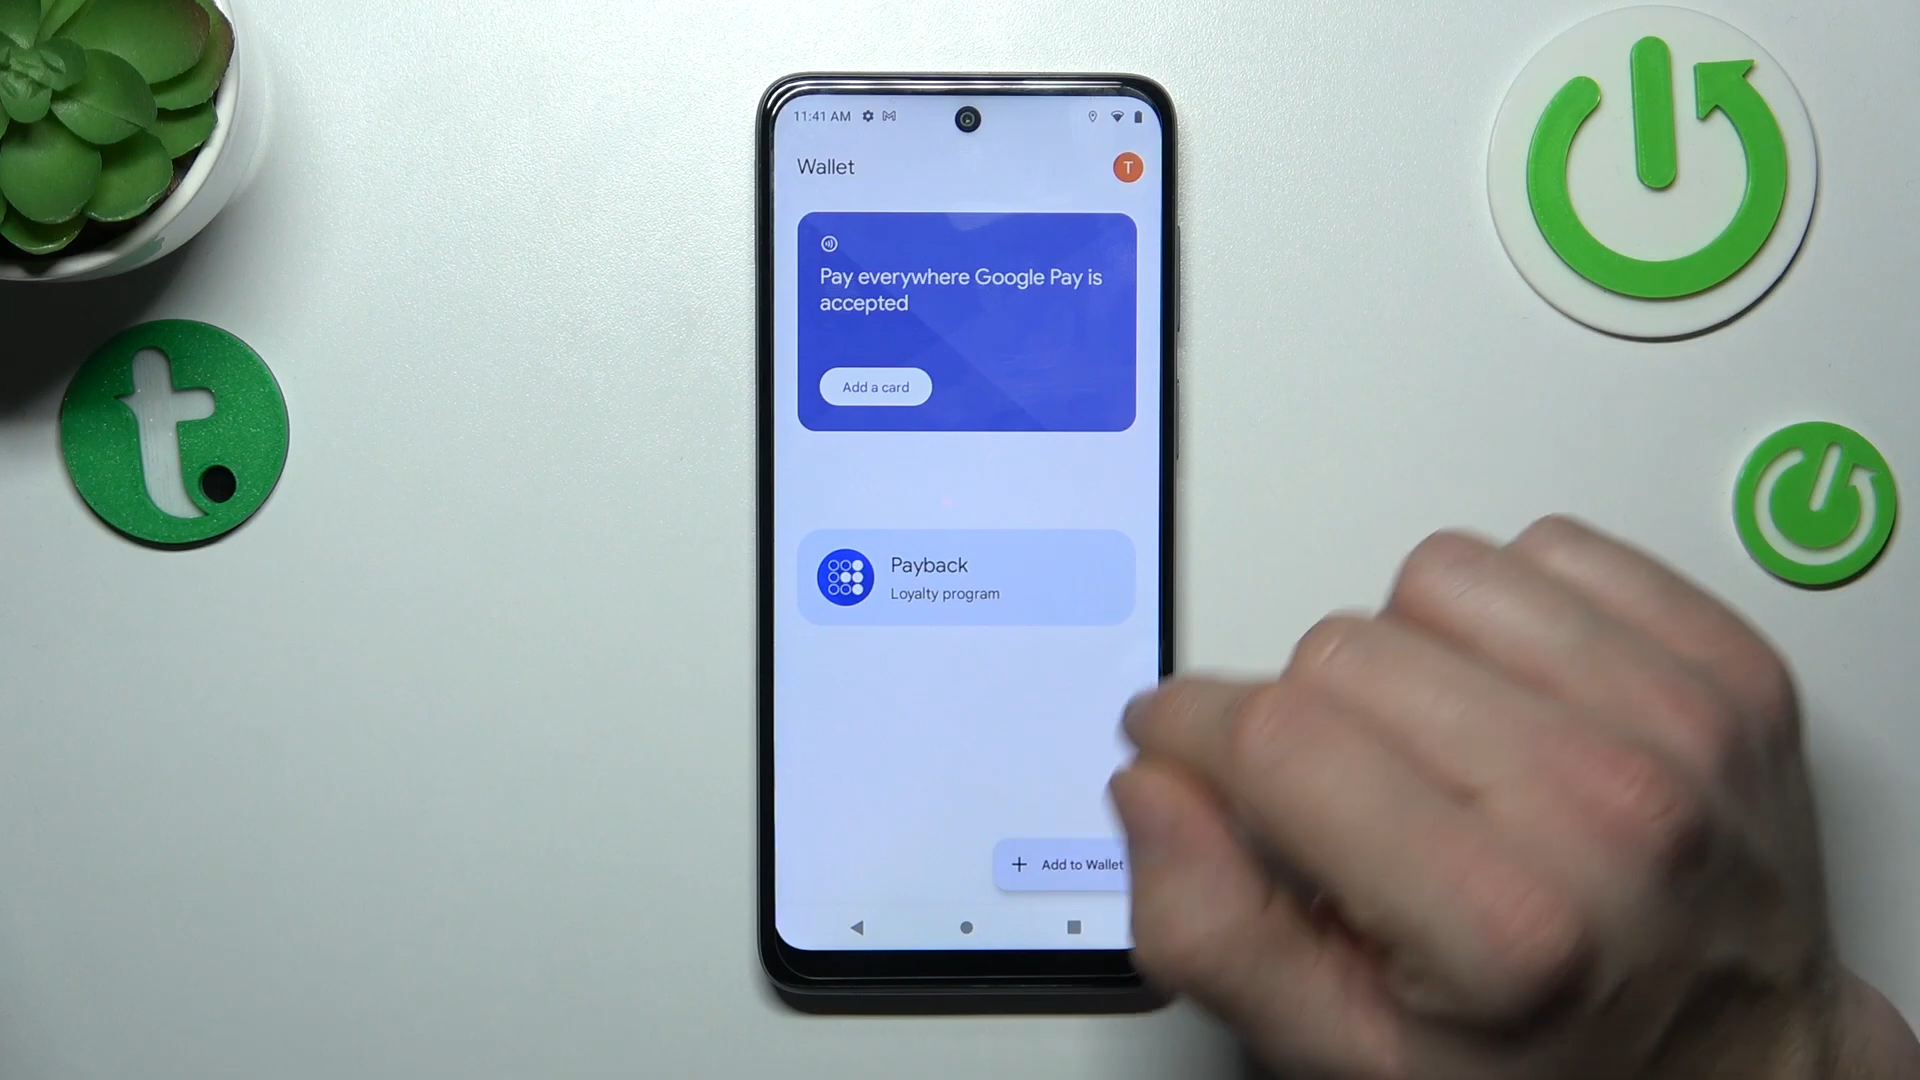 11:41 AM
Wallet
T
Pay everywhere Google Pay is
accepted
Add a card
Payback
Loyalty program
+ Add to Wallet
t.